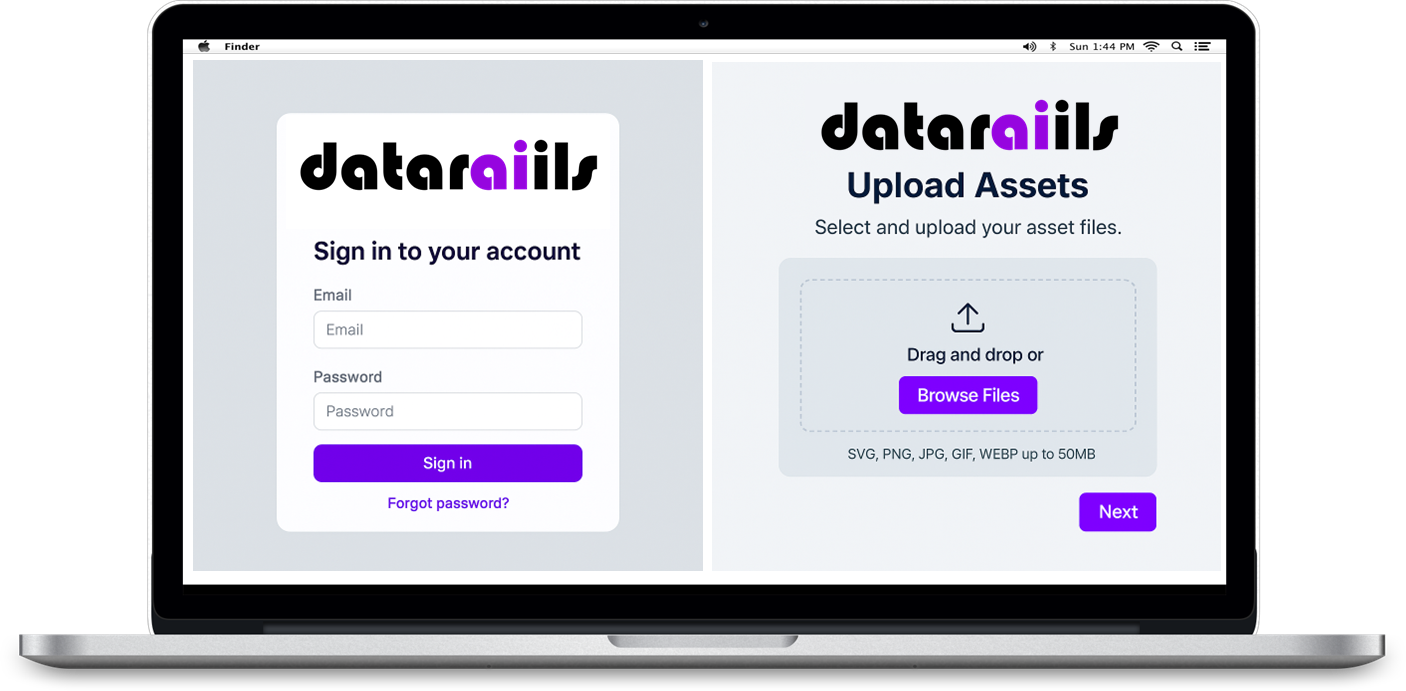 Finder
Sun 1:44 PM
dataraiils
Sign in to your account
Email
Email
Password
Password
Sign in
Forgot password?
dataraiils
Upload Assets
Select and upload your asset files.
Drag and drop or
Browse Files
SVG, PNG, JPG, GIF, WEBP up to 50MB
Next